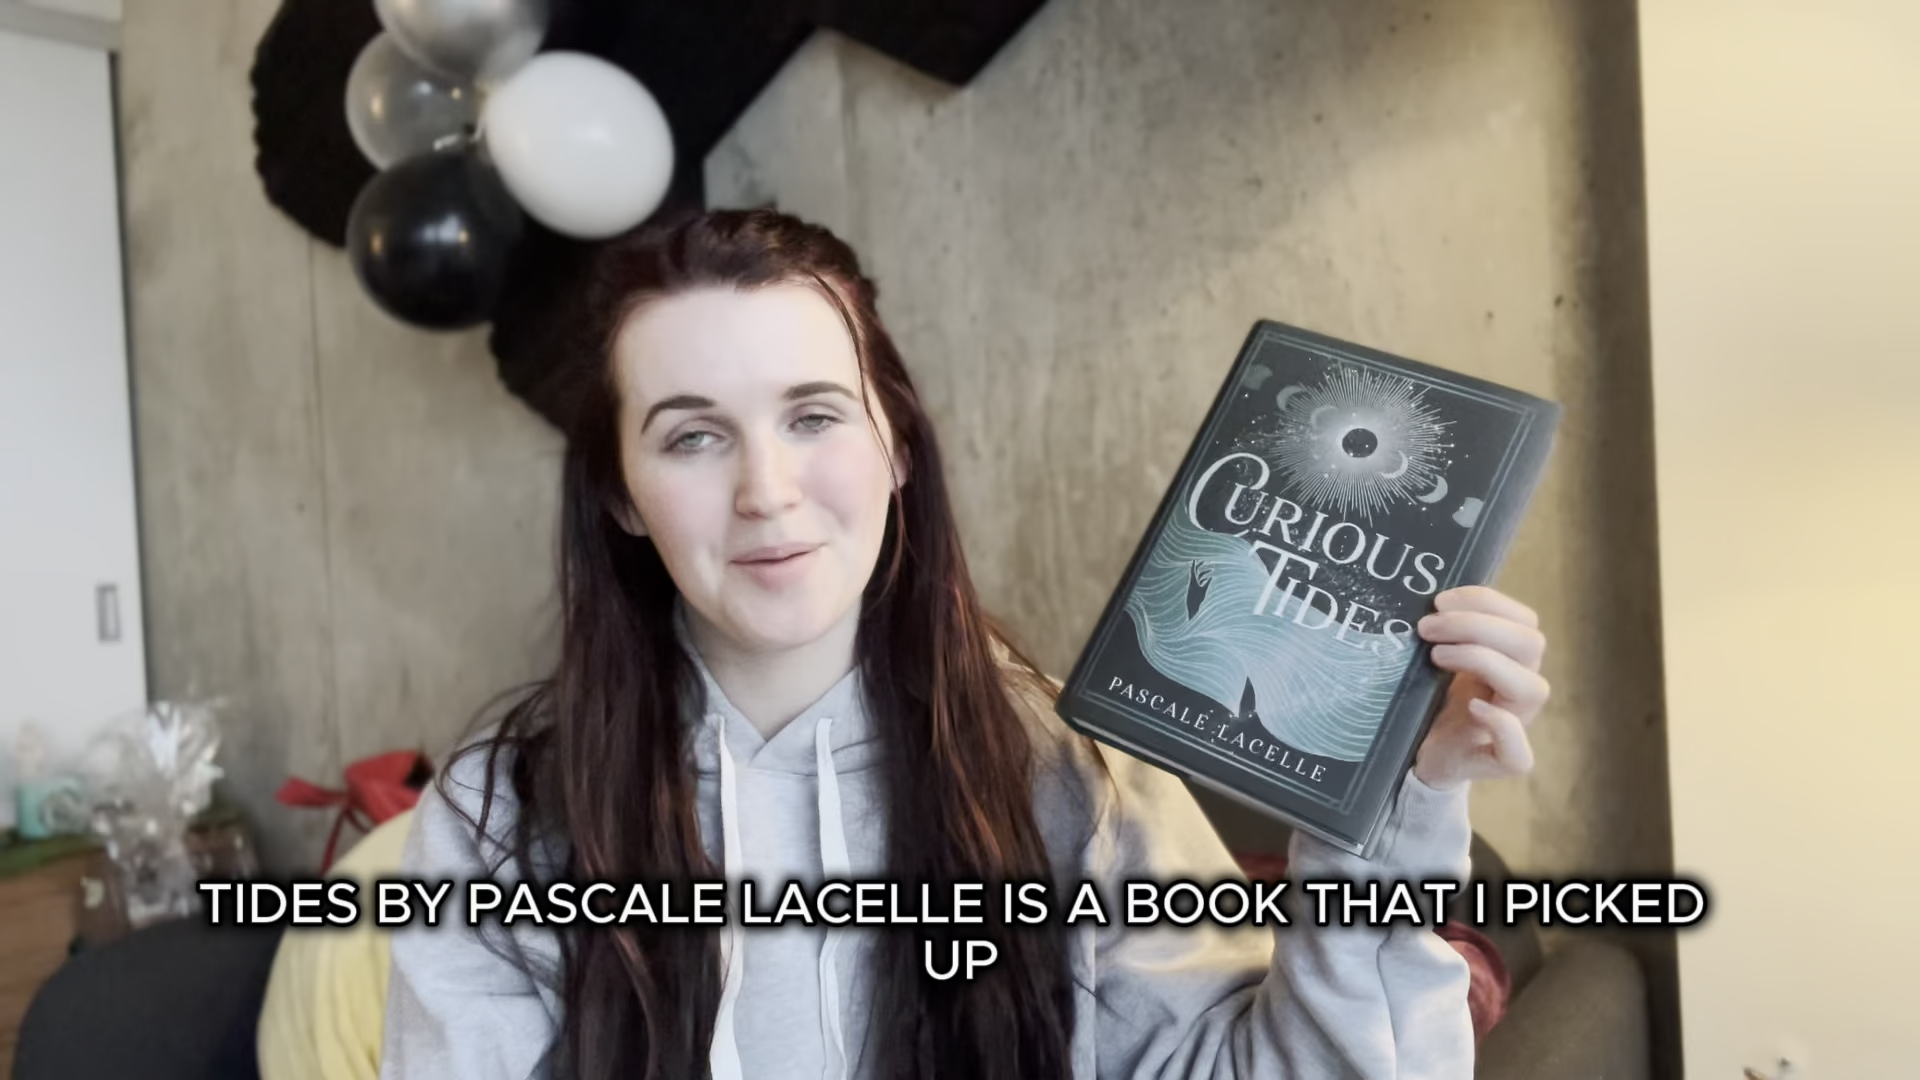 CURIOUS
TIDES
PASCALE LACELLE
TIDES BY PASCALE LACELLE IS A BOOK THAT I PICKED
UP